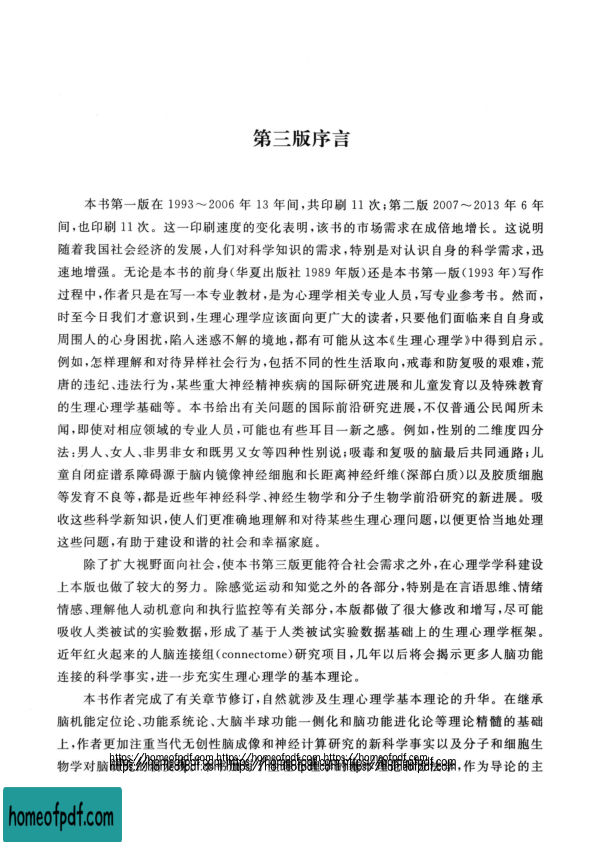 第三版序言
本书第一版在 1993～2006 年 13 年间,共印刷 11 次;第二版 2007～2013 年 6 年
间,也印刷 11 次。这一印刷速度的变化表明,该书的市场需求在成倍地增长。这说明
随着我国社会经济的发展,人们对科学知识的需求,特别是对认识自身的科学需求,迅
速地增强。无论是本书的前身(华夏出版社 1989 年版)还是本书第一版(1993 年)写作
过程中,作者只是在写一本专业教材,是为心理学相关专业人员,写专业参考书。然而,
时至今日我们才意识到,生理心理学应该面向更广大的读者,只要他们面临来自自身或
周围人的心身困扰,陷入迷惑不解的境地,都有可能从这本《生理心理学》中得到启示。
例如,怎样理解和对待异样社会行为,包括不同的性生活取向,戒毒和防复吸的艰难,荒
唐的违纪、违法行为,某些重大神经精神疾病的国际研究进展和儿童发育以及特殊教育
的生理心理学基础等。本书给出有关问题的国际前沿研究进展,不仅普通公民闻所未
闻,即使对相应领域的专业人员,可能也有些耳目一新之感。例如,性别的二维度四分
法:男人、女人、非男非女和既男又女等四种性别说;吸毒和复吸的脑最后共同通路;儿
童自闭症谱系障碍源于脑内镜像神经细胞和长距离神经纤维(深部白质)以及胶质细胞
等发育不良等,都是近些年神经科学、神经生物学和分子生物学前沿研究的新进展。吸
收这些科学新知识,使人们更准确地理解和对待某些生理心理问题,以便更恰当地处理
这些问题,有助于建设和谐的社会和幸福家庭。
除了扩大视野面向社会,使本书第三版更能符合社会需求之外,在心理学学科建设
上本版也做了较大的努力。除感觉运动和知觉之外的各部分,特别是在言语思维、情绪
情感、理解他人动机意向和执行监控等有关部分,本版都做了很大修改和增写,尽可能
吸收人类被试的实验数据,形成了基于人类被试实验数据基础上的生理心理学框架。
近年红火起来的人脑连接组(connectome)研究项目,几年以后将会揭示更多人脑功能
连接的科学事实,进一步充实生理心理学的基本理论。
本书作者完成了有关章节修订,自然就涉及生理心理学基本理论的升华。在继承
脑机能定位论、功能系统论、大脑半球功能一侧化和脑功能进化论等理论精髓的基础
上,作者更加注重当代无创性脑成像和神经计算研究的新科学事实以及分子和细胞生
物学对脑 ,作为导论的主
https://homeofpdf.com https://homeofpdf.com https://homeofpdf.com
https://homeofpdf.com https://homeofpdf.com https://homeofpdf.com
homeofpdf.com